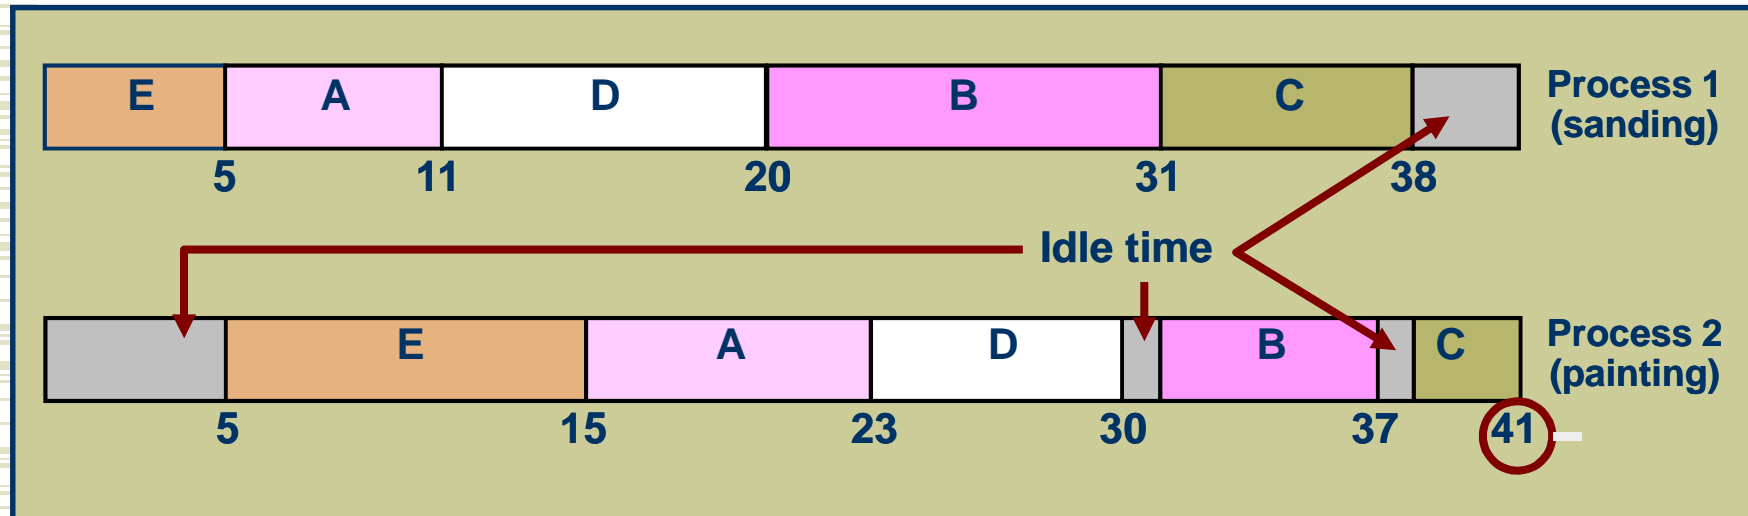 E A D B C
Process 1
(sanding)
5 11 20 31 38
Idle time
E A D B C
Process 2
(painting)
5 15 23 30 37 41